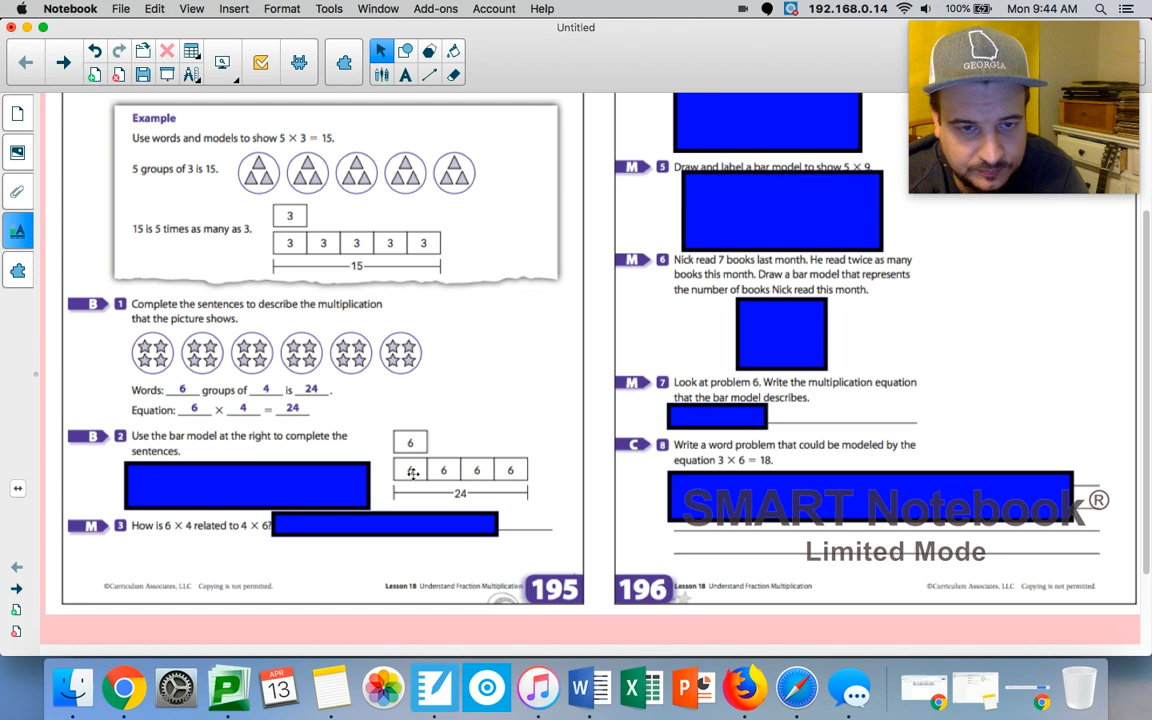 Notebook File Edit View Insert Format Tools Window Add-ons Account Help 192.168.0.14 100% Mon 9:44 AM
Untitled
GEORGIA
Example
Use words and models to show 5 × 3 = 15.
5 groups of 3 is 15.
3
15 is 5 times as many as 3.
3 3 3 3 3
15
B 1 Complete the sentences to describe the multiplication
that the picture shows.
Words: 6 groups of 4 is 24.
Equation: 6 × 4 = 24
B 2 Use the bar model at the right to complete the
sentences.
6
6 6 6
24
M 3 How is 6 × 4 related to 4 × 6?
©Curriculum Associates, LLC Copying is not permitted. Lesson 18 Understand Fraction Multiplication 195
M 5 Draw and label a bar model to show 5 × 9.
M 6 Nick read 7 books last month. He read twice as many
books this month. Draw a bar model that represents
the number of books Nick read this month.
M 7 Look at problem 6. Write the multiplication equation
that the bar model describes.
C 8 Write a word problem that could be modeled by the
equation 3 × 6 = 18.
SMART Notebook®
Limited Mode
196 Lesson 18 Understand Fraction Multiplication ©Curriculum Associates, LLC Copying is not permitted.
APR
13